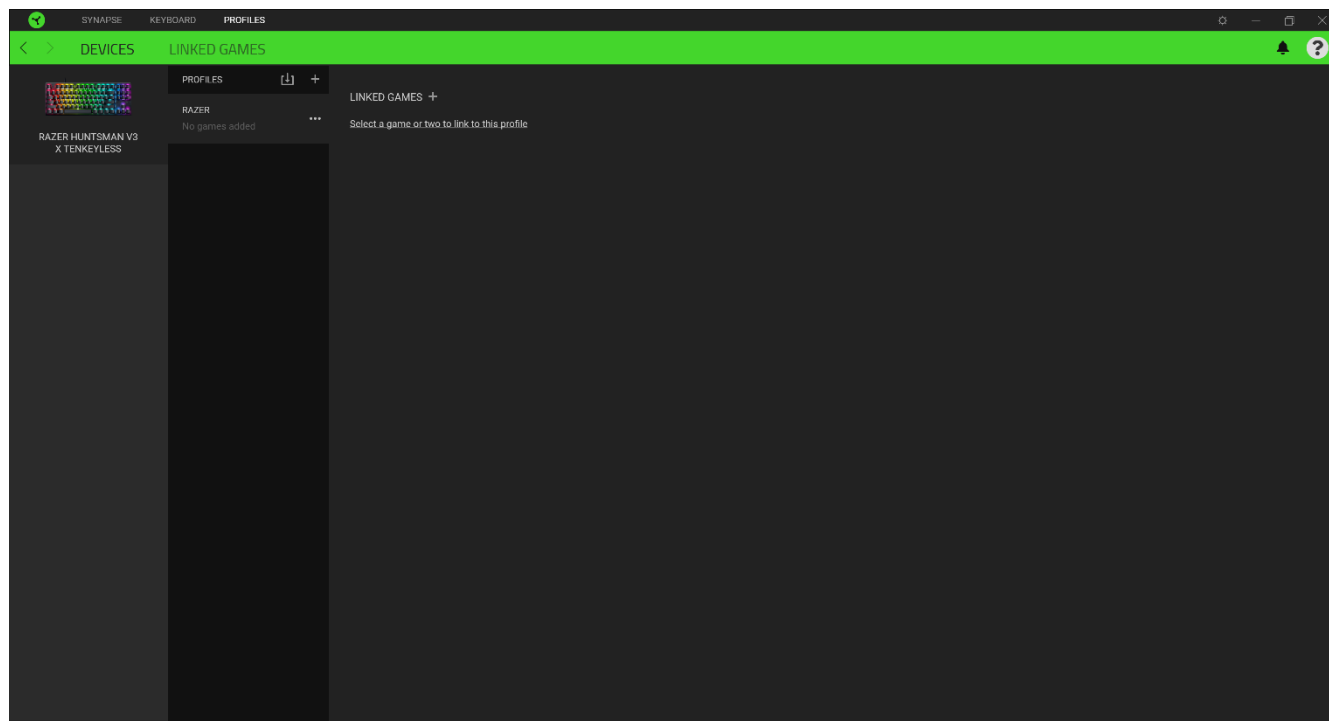 SYNAPSE KEYBOARD PROFILES
DEVICES LINKED GAMES
?
RAZER HUNTSMAN V3
X TENKEYLESS
PROFILES
RAZER
No games added
LINKED GAMES +
Select a game or two to link to this profile